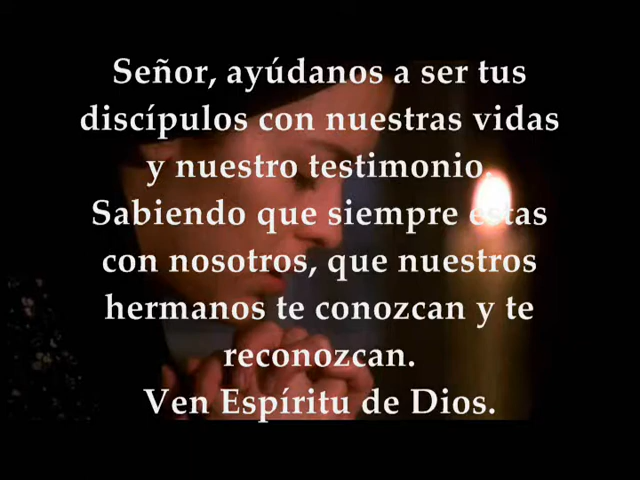 Señor, ayúdanos a ser tus
discípulos con nuestras vidas
y nuestro testimonio.
Sabiendo que siempre estas
con nosotros, que nuestros
hermanos te conozcan y te
reconozcan.
Ven Espíritu de Dios.